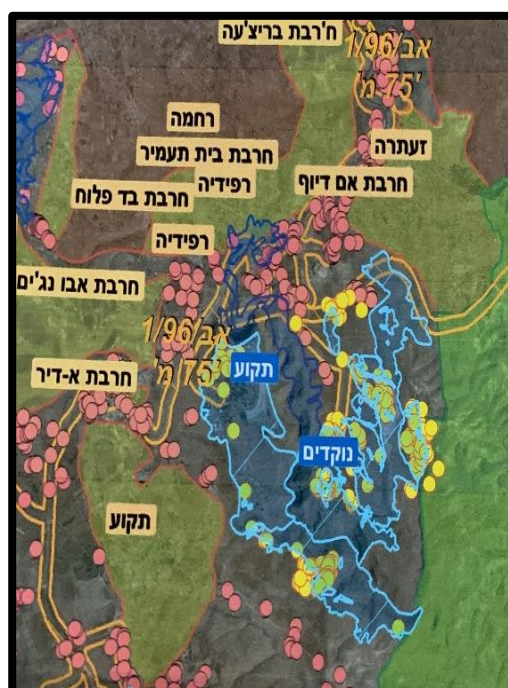 ח'רבת בריצ'עה
אב/1/96
75' מ'
רחמה
זעתרה
חרבת בית תעמיר
רפידיה
חרבת אם דיוף
חרבת בד פלוח
רפידיה
חרבת אבו נג'ים
אב/1/96
75' מ'
תקוע
חרבת א-דיר
נוקדים
תקוע